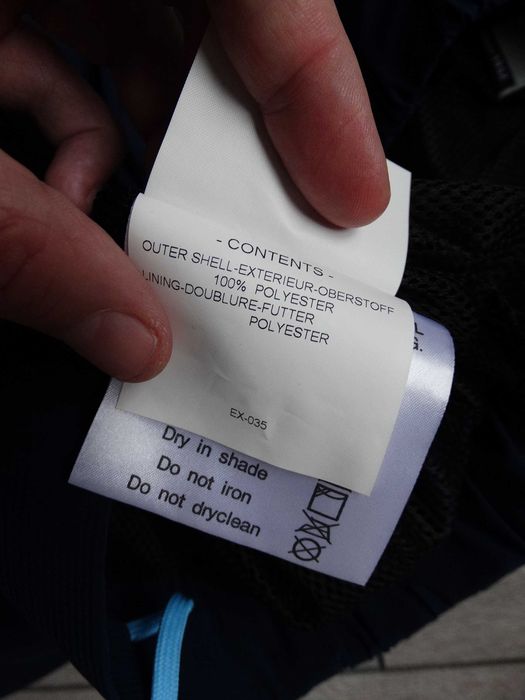 - CONTENTS -
OUTER SHELL-EXTERIEUR-OBERSTOFF
100% POLYESTER
LINING-DOUBLURE-FUTTER
POLYESTER
EX-035
Dry in shade
Do not iron
Do not dryclean